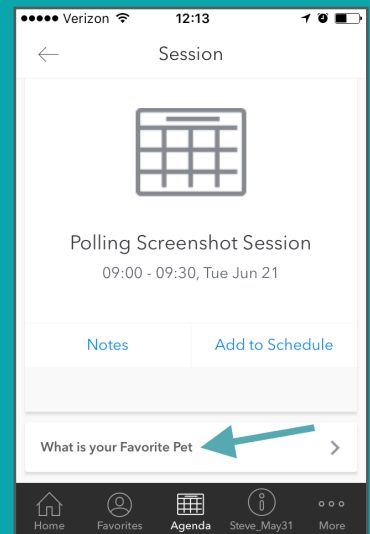 Verizon 12:13
Session
Polling Screenshot Session
09:00 - 09:30, Tue Jun 21
Notes Add to Schedule
What is your Favorite Pet
Home Favorites Agenda Steve_May31 More